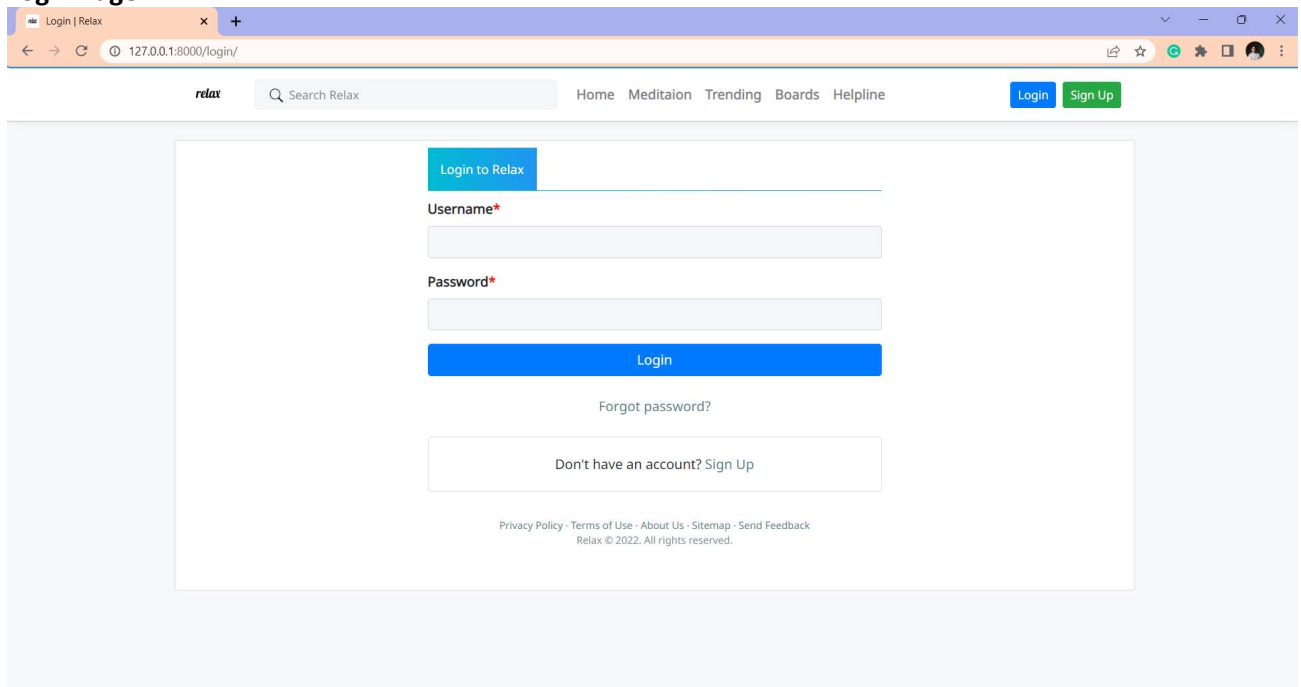 Login | Relax
127.0.0.1:8000/login/
relax
Search Relax
Home Meditaion Trending Boards Helpline
Login
Sign Up
Login to Relax
Username*
Password*
Login
Forgot password?
Don't have an account? Sign Up
Privacy Policy · Terms of Use · About Us · Sitemap · Send Feedback
Relax © 2022. All rights reserved.